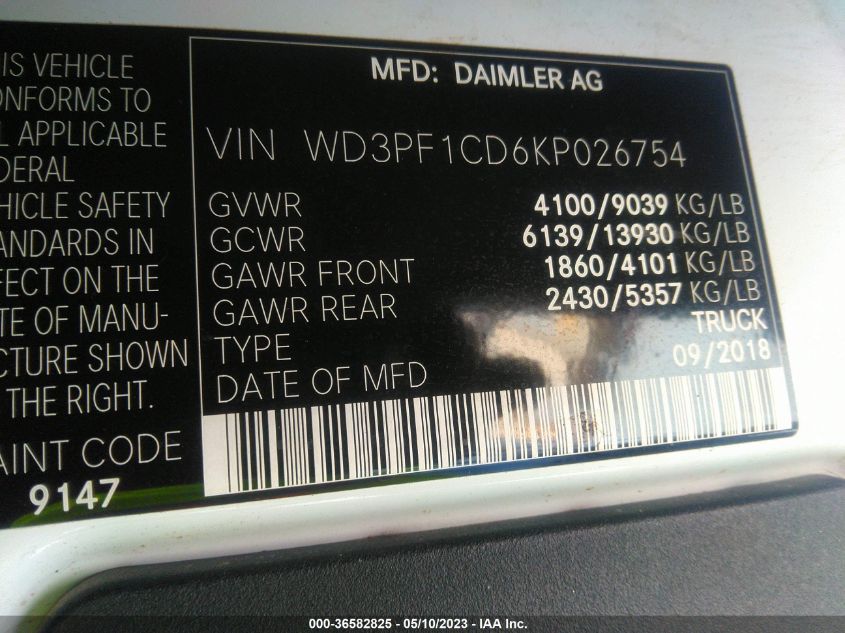 IS VEHICLE
ONFORMS TO
L APPLICABLE
DERAL
HICLE SAFETY
ANDARDS IN
FECT ON THE
TE OF MANU-
CTURE SHOWN
THE RIGHT.
AINT CODE
9147
MFD: DAIMLER AG
VIN WD3PF1CD6KP026754
GVWR 4100/9039 KG/LB
GCWR 6139/13930 KG/LB
GAWR FRONT 1860/4101 KG/LB
GAWR REAR 2430/5357 KG/LB
TYPE TRUCK
DATE OF MFD 09/2018
000-36582825 - 05/10/2023 - IAA Inc.